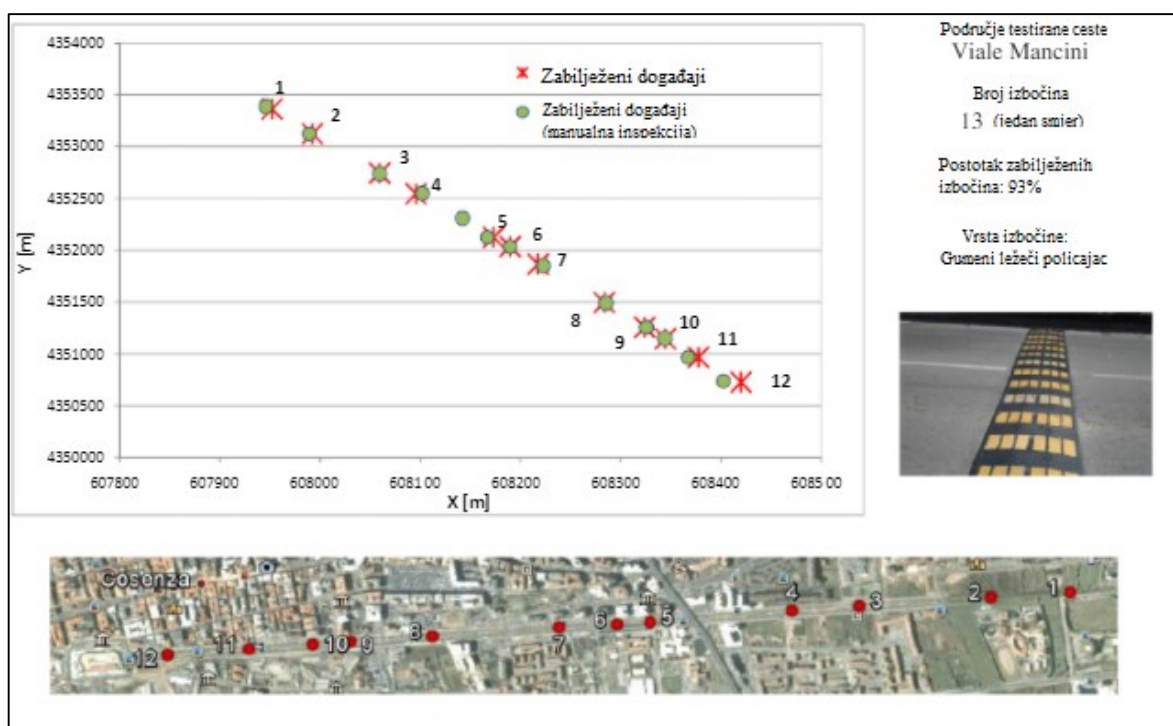 4354000
4353500
4353000
4352500
4352000
4351500
4351000
4350500
4350000
Y [m]
607800
607900
608000
608100
608200
608300
608400
608500
X [m]
Zabilježeni događaji
Zabilježeni događaji
(manualna inspekcija)
1
2
3
4
5
6
7
8
9
10
11
12
Područje testirane ceste
Viale Mancini
Broj izbočina
13 (jedan smjer)
Postotak zabilježenih
izbočina: 93%
Vrsta izbočine:
Gumeni ležeći policajac
Cosenza
12
11
10
9
8
7
6
5
4
3
2
1